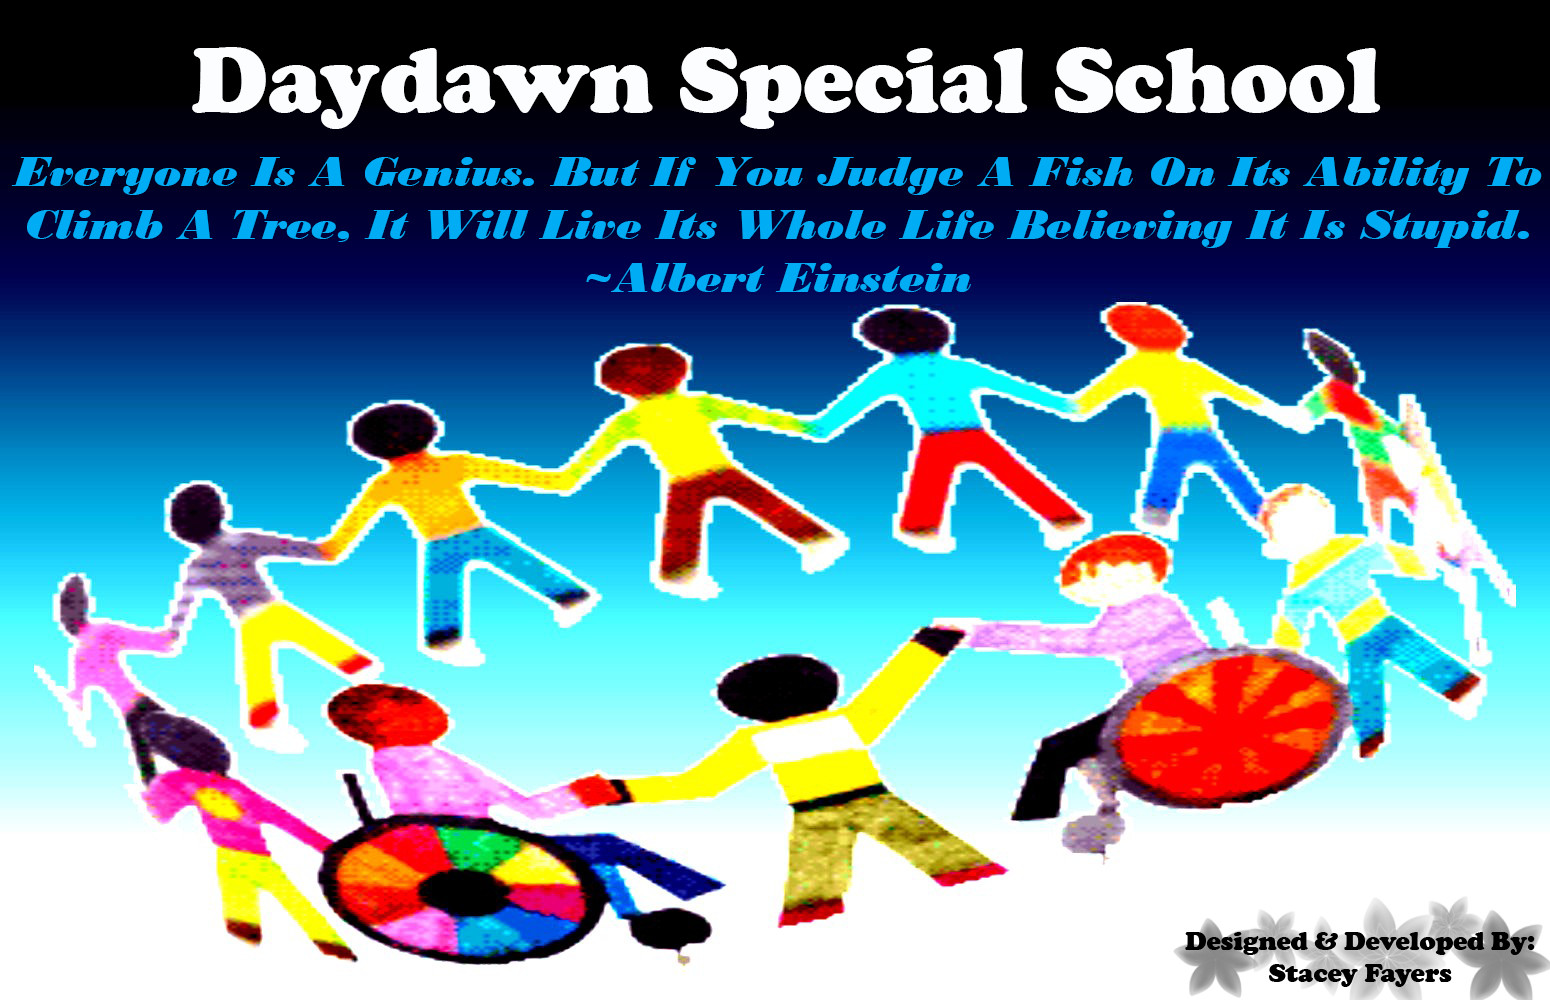 Daydawn Special School
Everyone Is A Genius. But If You Judge A Fish On Its Ability To
Climb A Tree, It Will Live Its Whole Life Believing It Is Stupid.
~Albert Einstein
Designed & Developed By:
Stacey Fayers